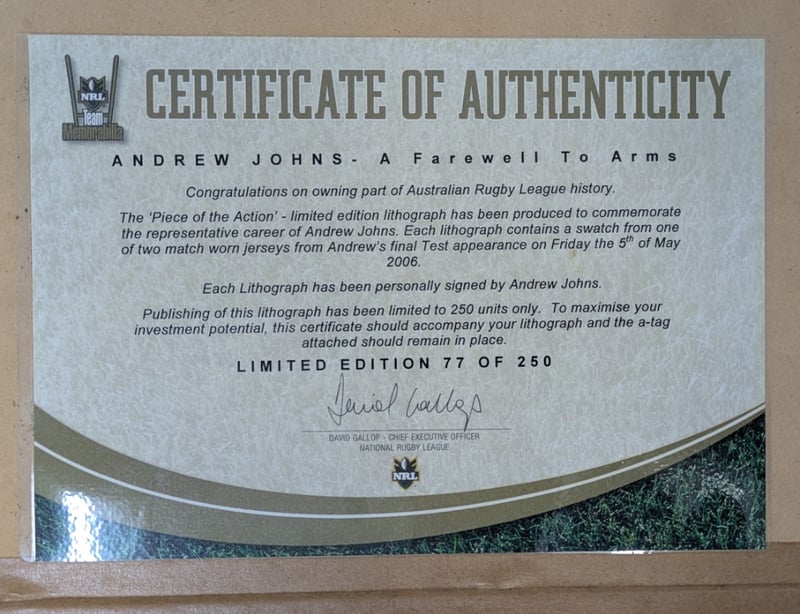 NRL
Team
Memorabilia
CERTIFICATE OF AUTHENTICITY
ANDREW JOHNS- A Farewell To Arms
Congratulations on owning part of Australian Rugby League history.
The ‘Piece of the Action’ - limited edition lithograph has been produced to commemorate
the representative career of Andrew Johns. Each lithograph contains a swatch from one
of two match worn jerseys from Andrew’s final Test appearance on Friday the 5th of May
2006.
Each Lithograph has been personally signed by Andrew Johns.
Publishing of this lithograph has been limited to 250 units only. To maximise your
investment potential, this certificate should accompany your lithograph and the a-tag
attached should remain in place.
LIMITED EDITION 77 OF 250
David Gallop
DAVID GALLOP - CHIEF EXECUTIVE OFFICER
NATIONAL RUGBY LEAGUE
NRL